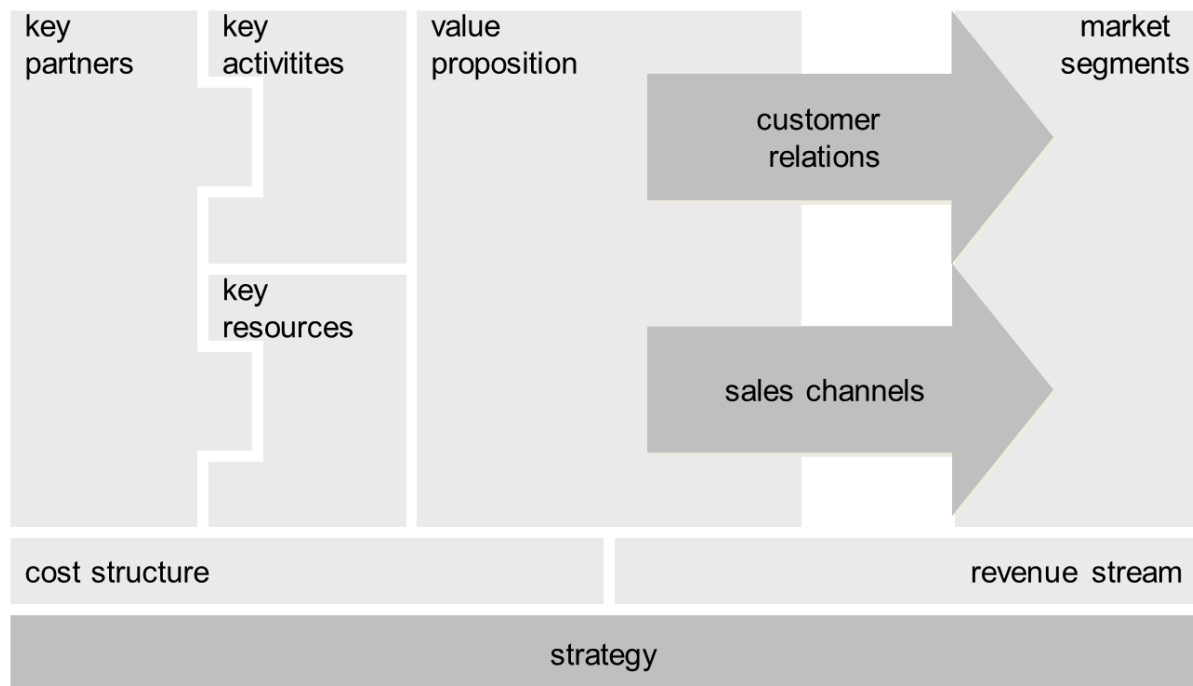 key
partners
key
activitites
value
proposition
customer
relations
market
segments
key
resources
sales channels
cost structure
revenue stream
strategy